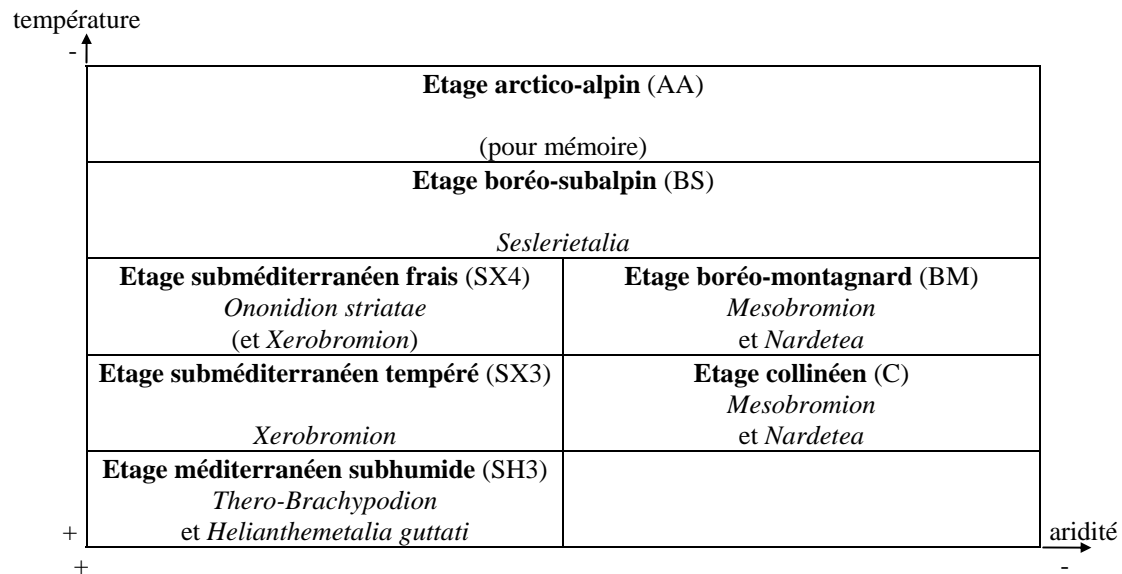 température
-
Etage arctico-alpin (AA)
(pour mémoire)
Etage boréo-subalpin (BS)
Seslerietalia
Etage subméditerranéen frais (SX4)
Ononidion striatae
(et Xerobromion)
Etage boréo-montagnard (BM)
Mesobromion
et Nardetea
Etage subméditerranéen tempéré (SX3)
Xerobromion
Etage collinéen (C)
Mesobromion
et Nardetea
Etage méditerranéen subhumide (SH3)
Thero-Brachypodion
et Helianthemetalia guttati
+
aridité
+
-